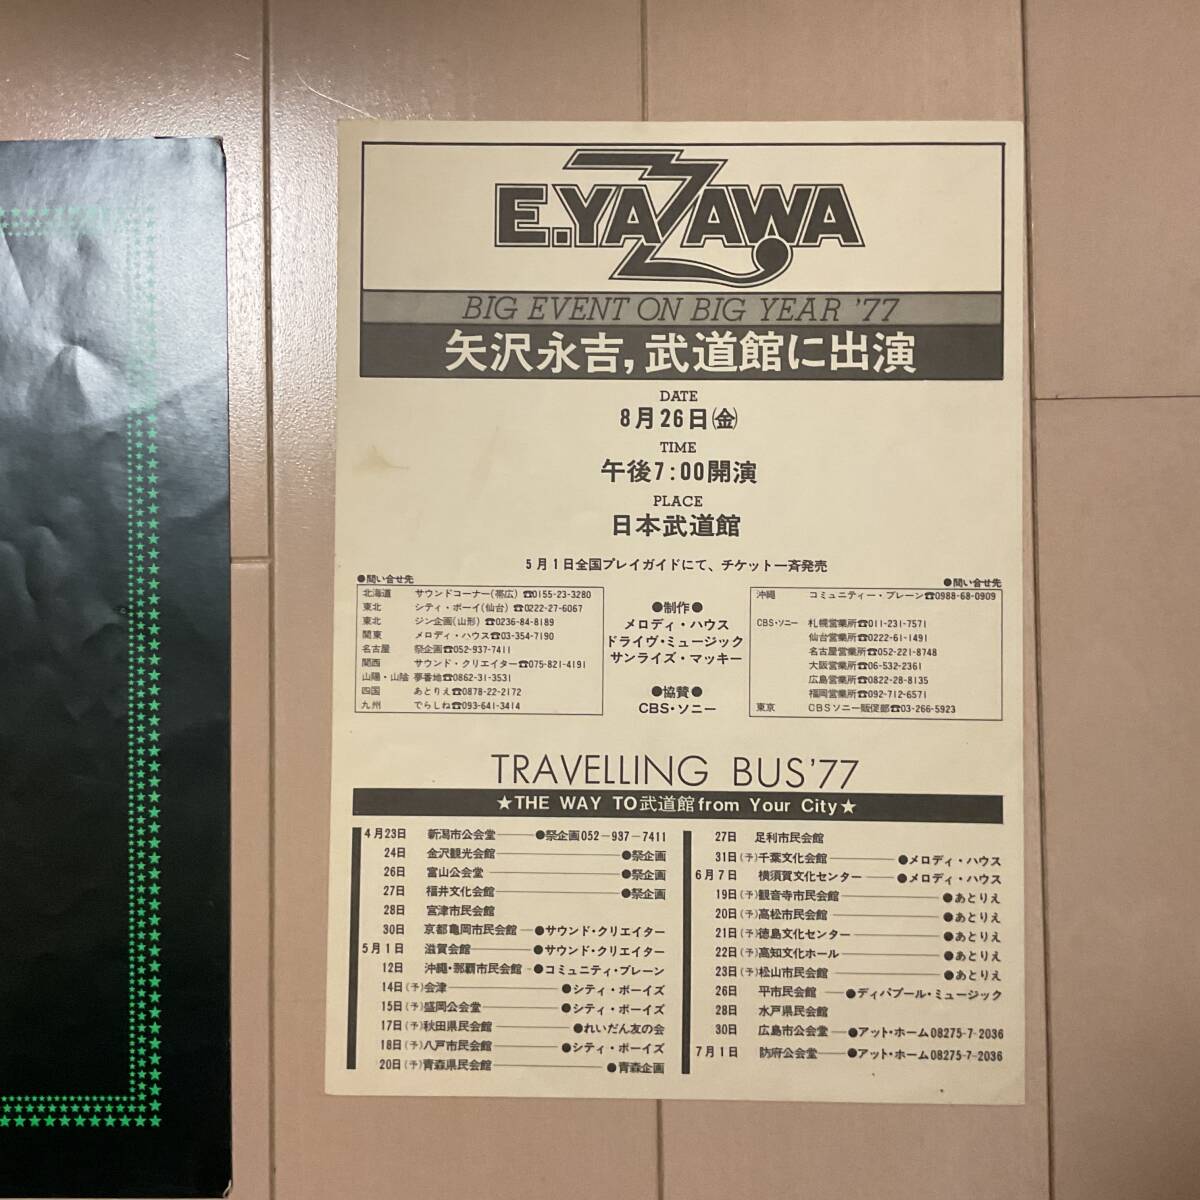 E.YAZAWA
BIG EVENT ON BIG YEAR '77
矢沢永吉,武道館に出演
DATE
8月26日㈮
TIME
午後7:00開演
PLACE
日本武道館
5月1日全国プレイガイドにて、チケット一斉発売
●問い合せ先
北海道 サウンドコーナー(帯広)☎0155-23-3280
東北 シティ・ボーイ(仙台)☎0222-27-6067
東北 ジン企画(山形)☎0236-84-8189
関東 メロディ・ハウス☎03-354-7190
名古屋 祭企画☎052-937-7411
関西 サウンド・クリエイター☎075-821-4191
山陽・山陰 夢番地☎0862-31-3531
四国 あとりえ☎0878-22-2172
九州 でらしね☎093-641-3414
●制作●
メロディ・ハウス
ドライヴ・ミュージック
サンライズ・マッキー
●協賛●
CBS・ソニー
●問い合せ先
沖縄 コミュニティー・プレーン☎0988-68-0909
CBS・ソニー 札幌営業所☎011-231-7571
仙台営業所☎0222-61-1491
名古屋営業所☎052-221-8748
大阪営業所☎06-532-2361
広島営業所☎0822-28-8135
福岡営業所☎092-712-6571
東京 CBSソニー販促部☎03-266-5923
TRAVELLING BUS'77
★THE WAY TO武道館from Your City★
4月23日 新潟市公会堂——●祭企画052-937-7411
24日 金沢観光会館——●祭企画
26日 富山公会堂——●祭企画
27日 福井文化会館——●祭企画
28日 宮津市民会館
30日 京都亀岡市民会館—●サウンド・クリエイター
5月1日 滋賀会館——●サウンド・クリエイター
12日 沖縄・那覇市民会館-●コミュニティ・プレーン
14日(予)会津——●シティ・ボーイズ
15日(予)盛岡公会堂——●シティ・ボーイズ
17日(予)秋田県民会館——●れいだん友の会
18日(予)八戸市民会館——●シティ・ボーイズ
20日(予)青森県民会館——●青森企画
27日 足利市民会館
31日(予)千葉文化会館——●メロディ・ハウス
6月7日 横須賀文化センター——●メロディ・ハウス
19日(予)観音寺市民会館——●あとりえ
20日(予)高松市民会館——●あとりえ
21日(予)徳島文化センター——●あとりえ
22日(予)高知文化ホール——●あとりえ
23日(予)松山市民会館——●あとりえ
26日 平市民会館—●ディバプール・ミュージック
28日 水戸県民会館
30日 広島市公会堂—●アット・ホーム08275-7-2036
7月1日 防府公会堂——●アット・ホーム08275-7-2036